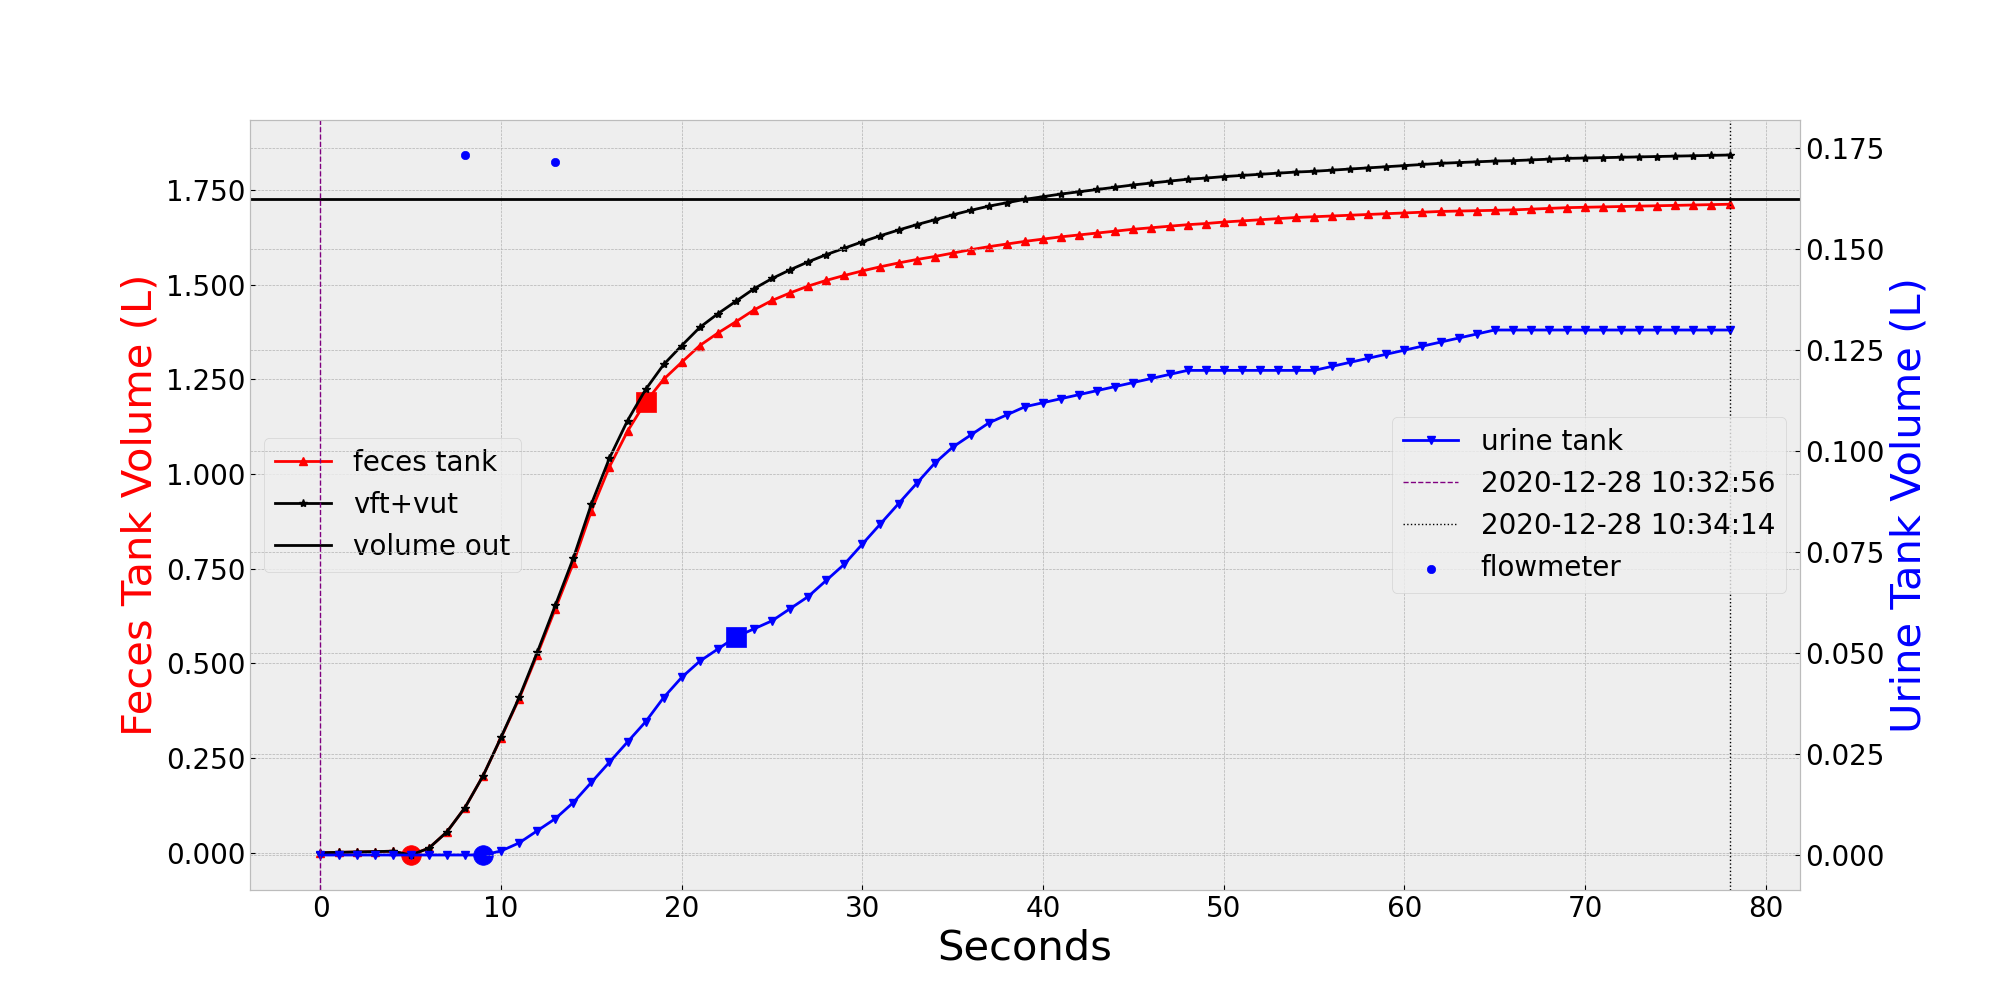 Feces Tank Volume (L)
1.750
1.500
1.250
1.000
0.750
0.500
0.250
0.000
feces tank
vft+vut
volume out
urine tank
2020-12-28 10:32:56
2020-12-28 10:34:14
flowmeter
0.175
0.150
0.125
0.100
0.075
0.050
0.025
0.000
Urine Tank Volume (L)
0 10 20 30 40 50 60 70 80
Seconds